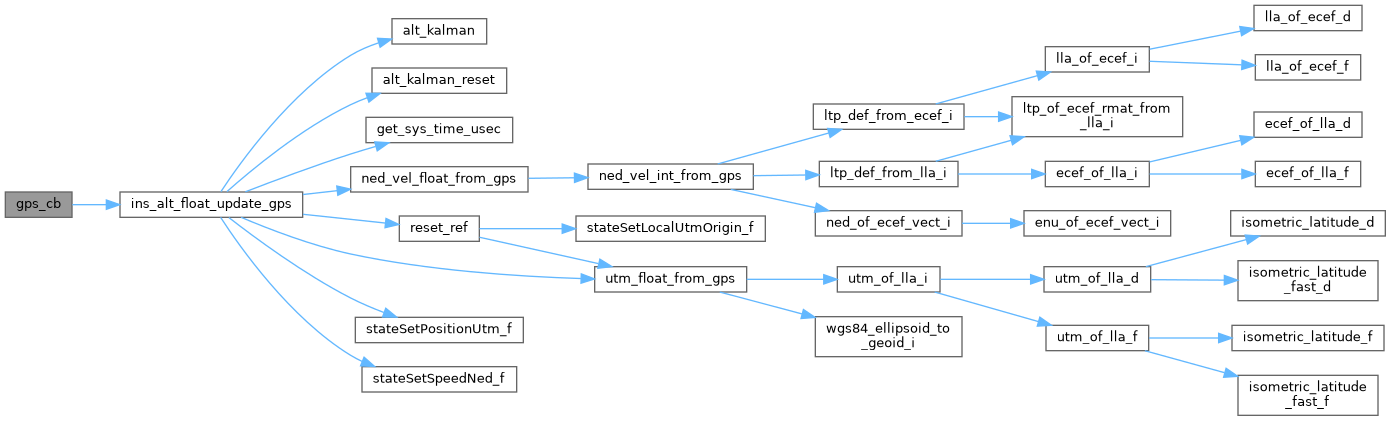 gps_cb
ins_alt_float_update_gps
alt_kalman
alt_kalman_reset
get_sys_time_usec
ned_vel_float_from_gps
reset_ref
stateSetPositionUtm_f
stateSetSpeedNed_f
ned_vel_int_from_gps
stateSetLocalUtmOrigin_f
utm_float_from_gps
ltp_def_from_ecef_i
ltp_def_from_lla_i
ned_of_ecef_vect_i
utm_of_lla_i
wgs84_ellipsoid_to
_geoid_i
lla_of_ecef_i
ltp_of_ecef_rmat_from
_lla_i
ecef_of_lla_i
enu_of_ecef_vect_i
utm_of_lla_d
utm_of_lla_f
lla_of_ecef_d
lla_of_ecef_f
ecef_of_lla_d
ecef_of_lla_f
isometric_latitude_d
isometric_latitude
_fast_d
isometric_latitude_f
isometric_latitude
_fast_f